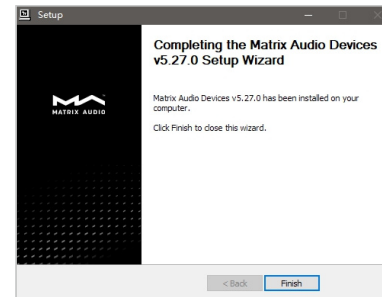 Setup
Completing the Matrix Audio Devices
v5.27.0 Setup Wizard
MATRIX AUDIO
Matrix Audio Devices v5.27.0 has been installed on your
computer.
Click Finish to close this wizard.
< Back
Finish